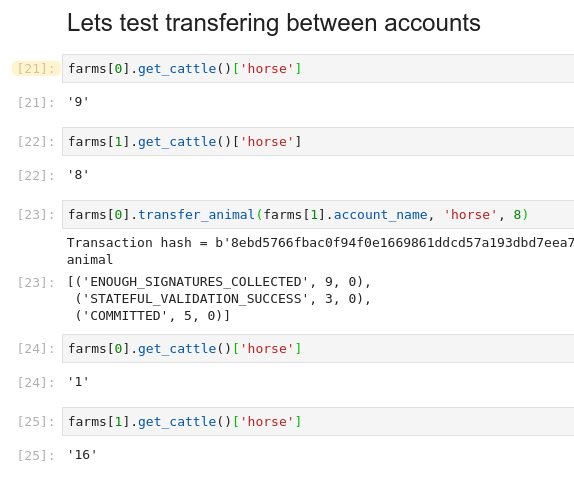 Lets test transfering between accounts
[21]: farms[0].get_cattle()['horse']
[21]: '9'
[22]: farms[1].get_cattle()['horse']
[22]: '8'
[23]: farms[0].transfer_animal(farms[1].account_name, 'horse', 8)
Transaction hash = b'8ebd5766fbac0f94f0e1669861ddcd57a193dbd7eea7
animal
[23]: [('ENOUGH_SIGNATURES_COLLECTED', 9, 0),
('STATEFUL_VALIDATION_SUCCESS', 3, 0),
('COMMITTED', 5, 0)]
[24]: farms[0].get_cattle()['horse']
[24]: '1'
[25]: farms[1].get_cattle()['horse']
[25]: '16'